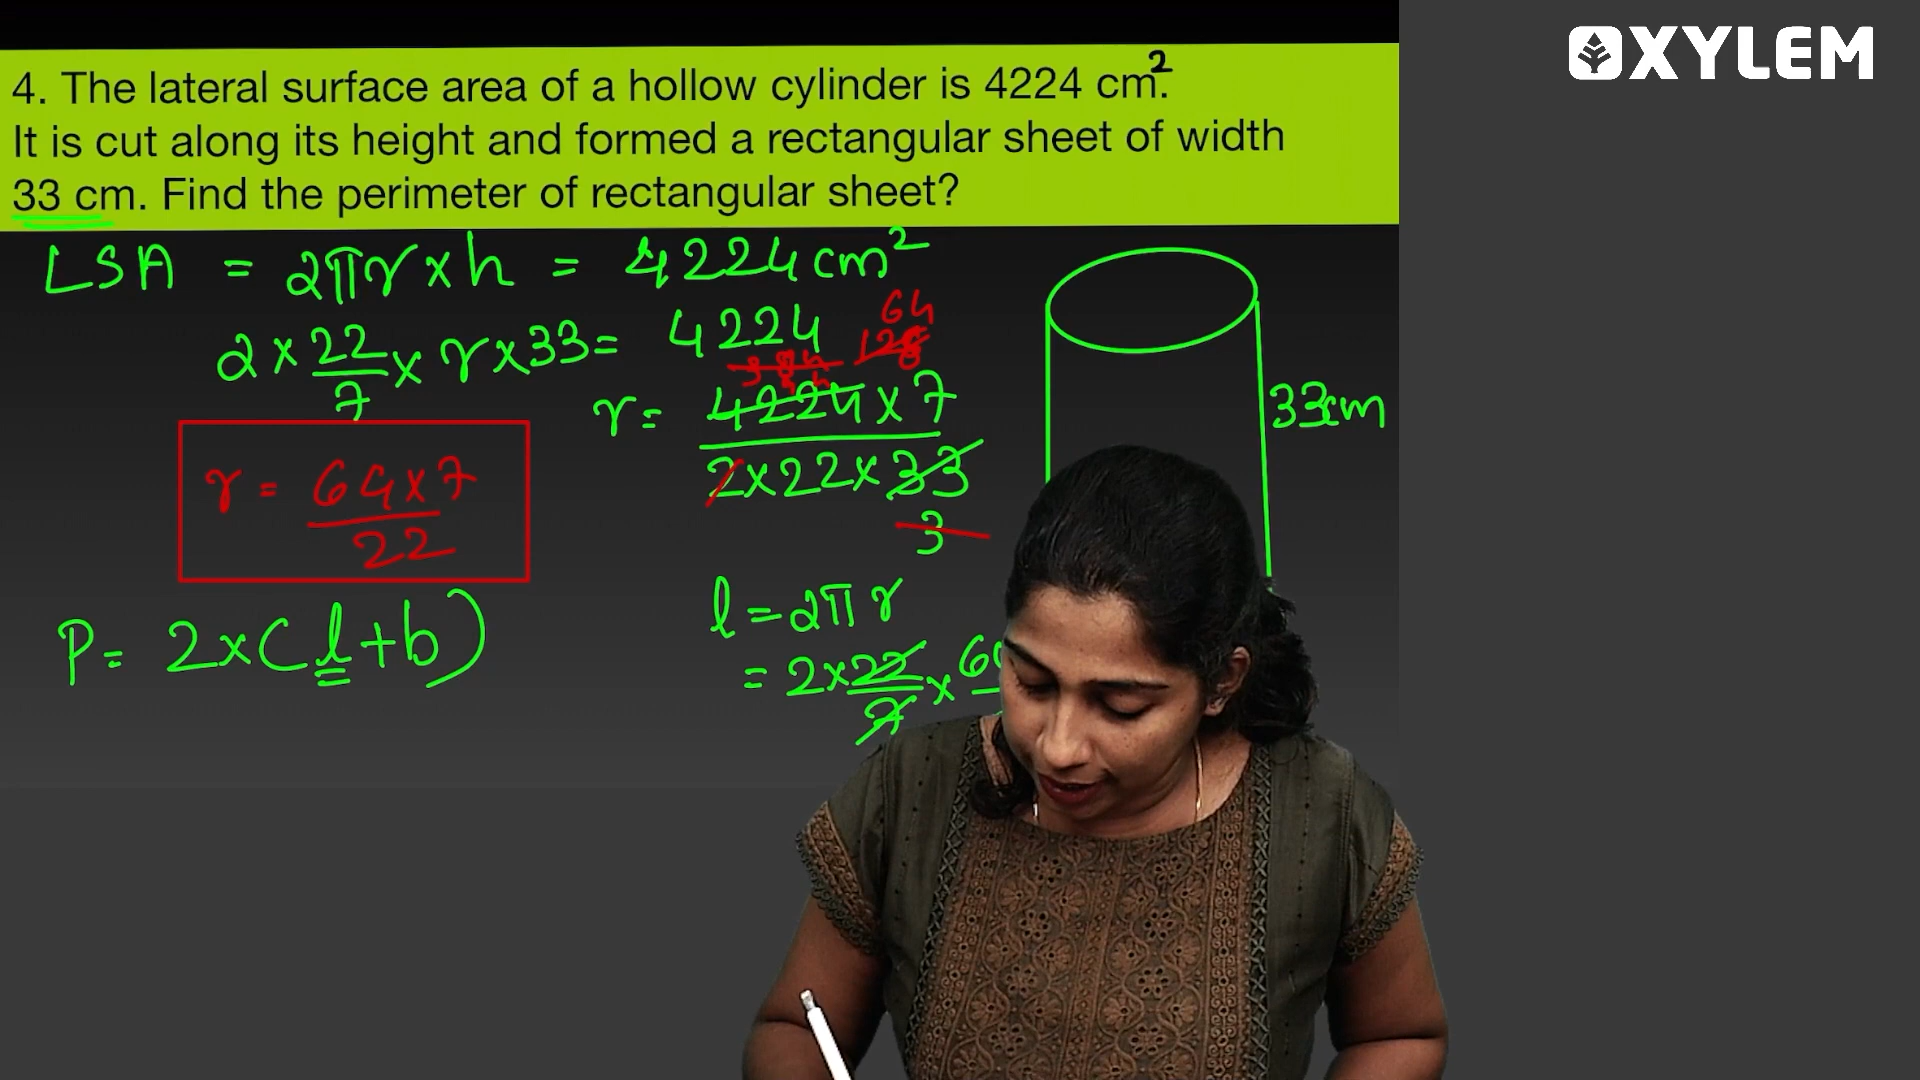 XYLEM
4. The lateral surface area of a hollow cylinder is 4224 cm².
It is cut along its height and formed a rectangular sheet of width
33 cm. Find the perimeter of rectangular sheet?
LSA = 2πr × h = 4224 cm²
2 × 22/7 × r × 33 = 4224
r = 4224 × 7 / 2 × 22 × 33
384
128
64
3
33cm
r = 64 × 7 / 22
l = 2πr
= 2 × 22/7 ×
P = 2 × (l + b)